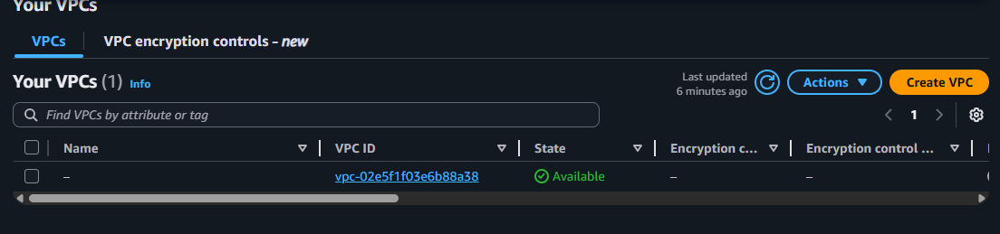 Your VPCs
VPCs
VPC encryption controls - new
Your VPCs (1) Info
Last updated
6 minutes ago
Actions
Create VPC
Find VPCs by attribute or tag
1
Name
VPC ID
State
Encryption c...
Encryption control ...
–
vpc-02e5f1f03e6b88a38
Available
–
–